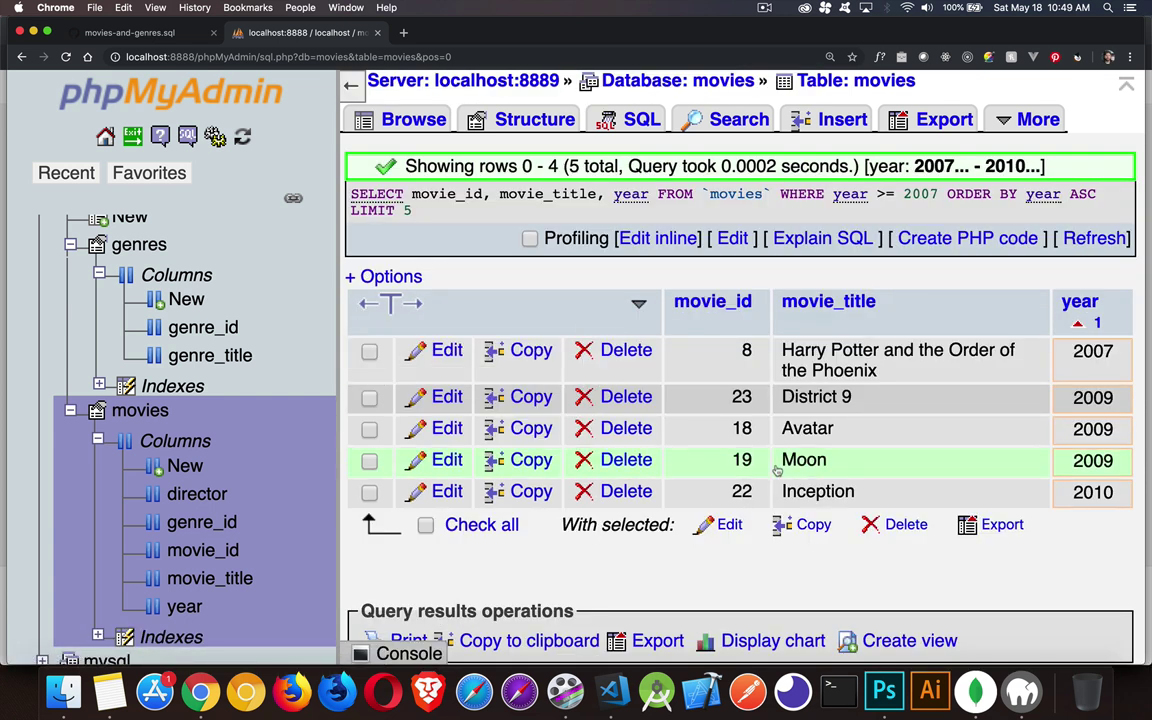 Chrome File Edit View History Bookmarks People Window Help 100% Sat May 18 10:49 AM
movies-and-genres.sql × localhost:8888 / localhost / mo × +
localhost:8888/phpMyAdmin/sql.php?db=movies&table=movies&pos=0
phpMyAdmin
Recent Favorites
New
genres
Columns
New
genre_id
genre_title
Indexes
movies
Columns
New
director
genre_id
movie_id
movie_title
year
Indexes
mysql
Server: localhost:8889 » Database: movies » Table: movies
Browse Structure SQL Search Insert Export More
Showing rows 0 - 4 (5 total, Query took 0.0002 seconds.) [year: 2007... - 2010...]
SELECT movie_id, movie_title, year FROM `movies` WHERE year >= 2007 ORDER BY year ASC
LIMIT 5
Profiling [Edit inline] [ Edit ] [ Explain SQL ] [ Create PHP code ] [ Refresh]
+ Options
movie_id movie_title year
1
Edit Copy Delete 8 Harry Potter and the Order of 2007
the Phoenix
Edit Copy Delete 23 District 9 2009
Edit Copy Delete 18 Avatar 2009
Edit Copy Delete 19 Moon 2009
Edit Copy Delete 22 Inception 2010
Check all With selected: Edit Copy Delete Export
Query results operations
Print Copy to clipboard Export Display chart Create view
Console
1
Ps Ai